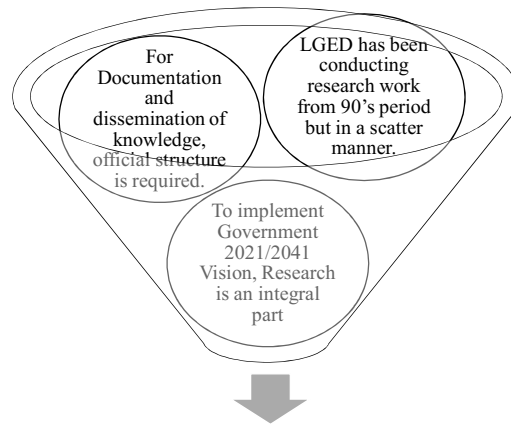 For
Documentation
and
dissemination of
knowledge,
official structure
is required.
LGED has been
conducting
research work
from 90’s period
but in a scatter
manner.
To implement
Government
2021/2041
Vision, Research
is an integral
part